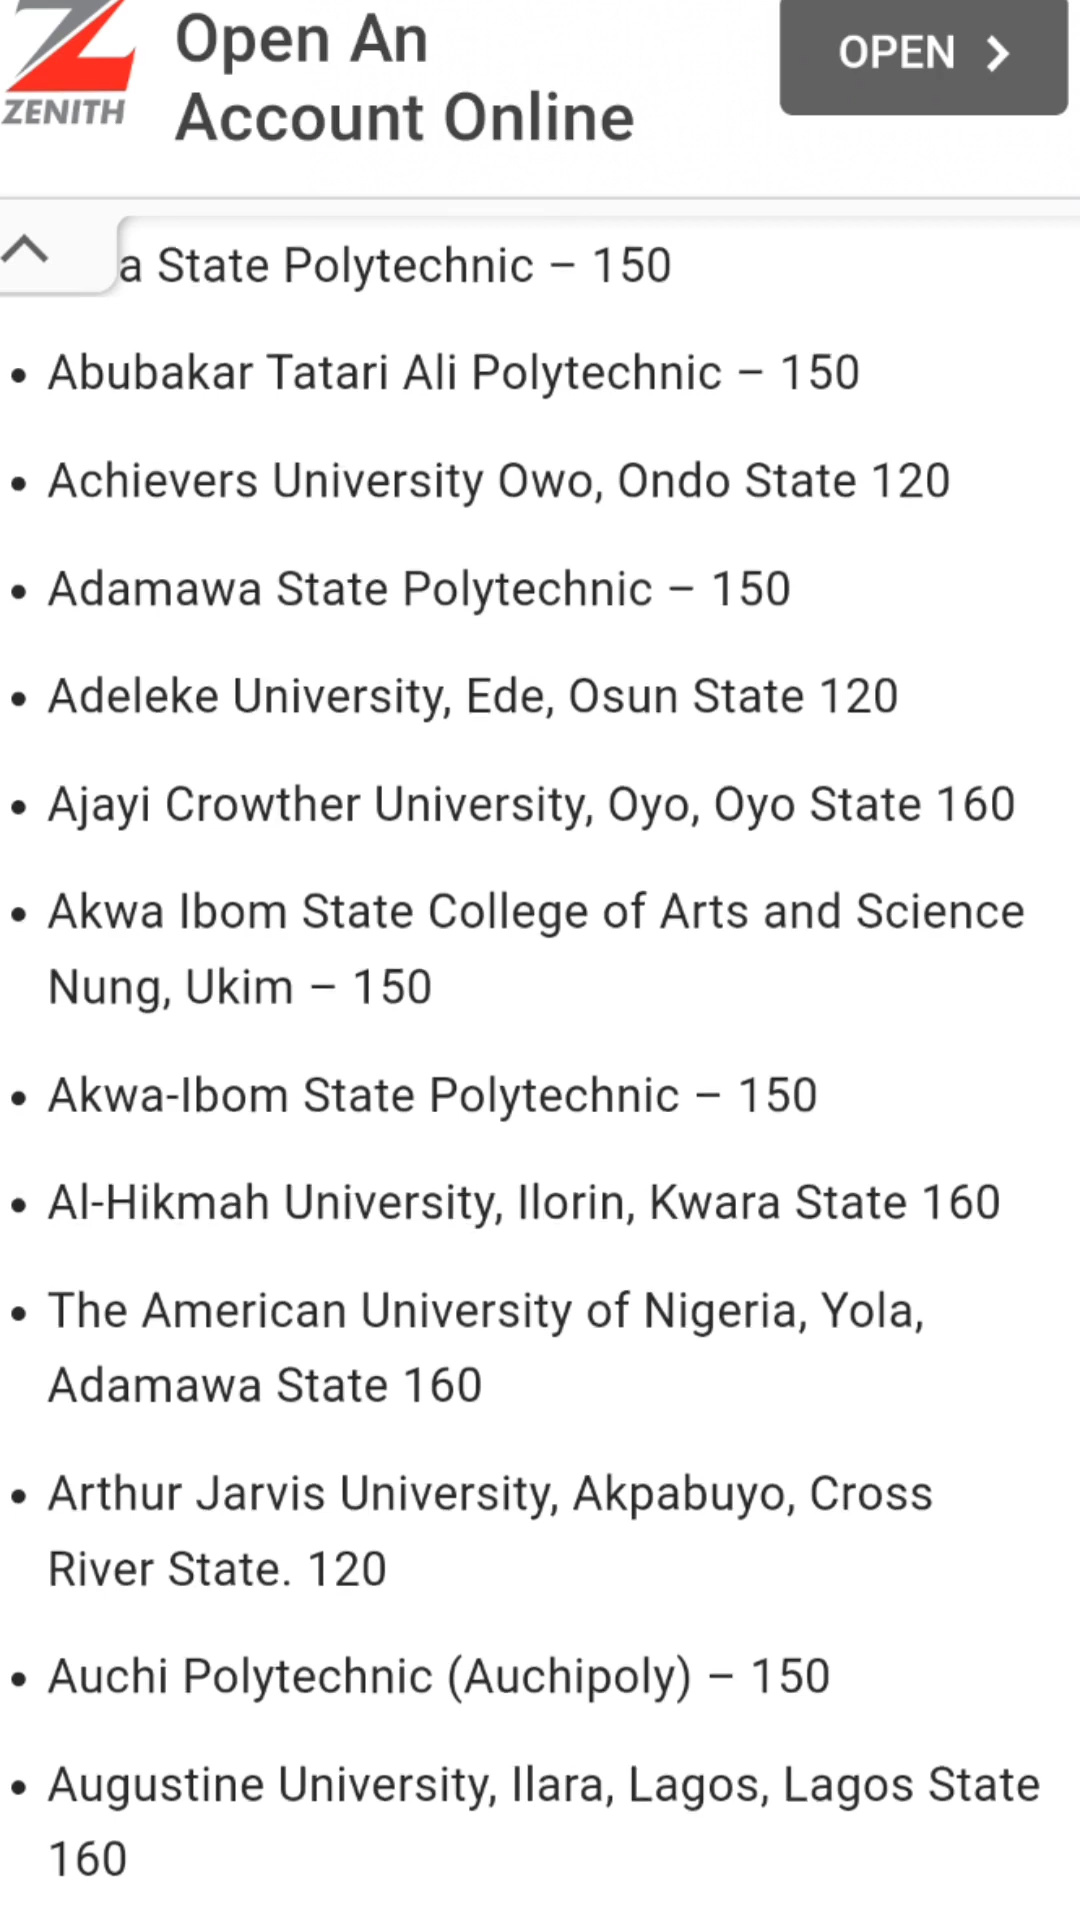 Open An
Account Online
OPEN
ZENITH
a State Polytechnic – 150
• Abubakar Tatari Ali Polytechnic – 150
• Achievers University Owo, Ondo State 120
• Adamawa State Polytechnic – 150
• Adeleke University, Ede, Osun State 120
• Ajayi Crowther University, Oyo, Oyo State 160
• Akwa Ibom State College of Arts and Science
Nung, Ukim – 150
• Akwa-Ibom State Polytechnic – 150
• Al-Hikmah University, Ilorin, Kwara State 160
• The American University of Nigeria, Yola,
Adamawa State 160
• Arthur Jarvis University, Akpabuyo, Cross
River State. 120
• Auchi Polytechnic (Auchipoly) – 150
• Augustine University, Ilara, Lagos, Lagos State
160